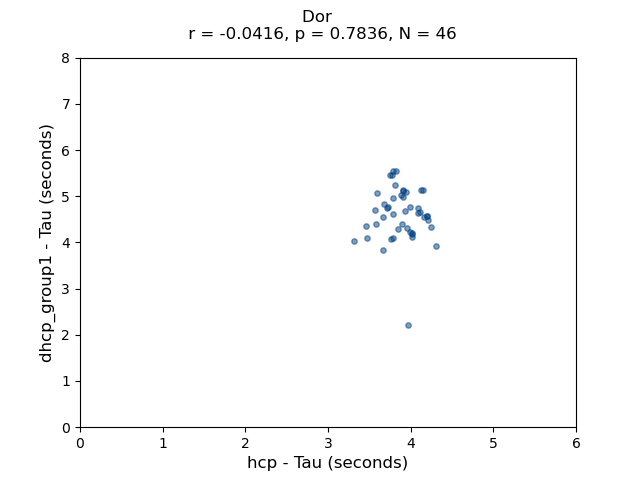 Dor
r = -0.0416, p = 0.7836, N = 46
8
7
6
5
4
3
2
1
0
dhcp_group1 - Tau (seconds)
0 1 2 3 4 5 6
hcp - Tau (seconds)